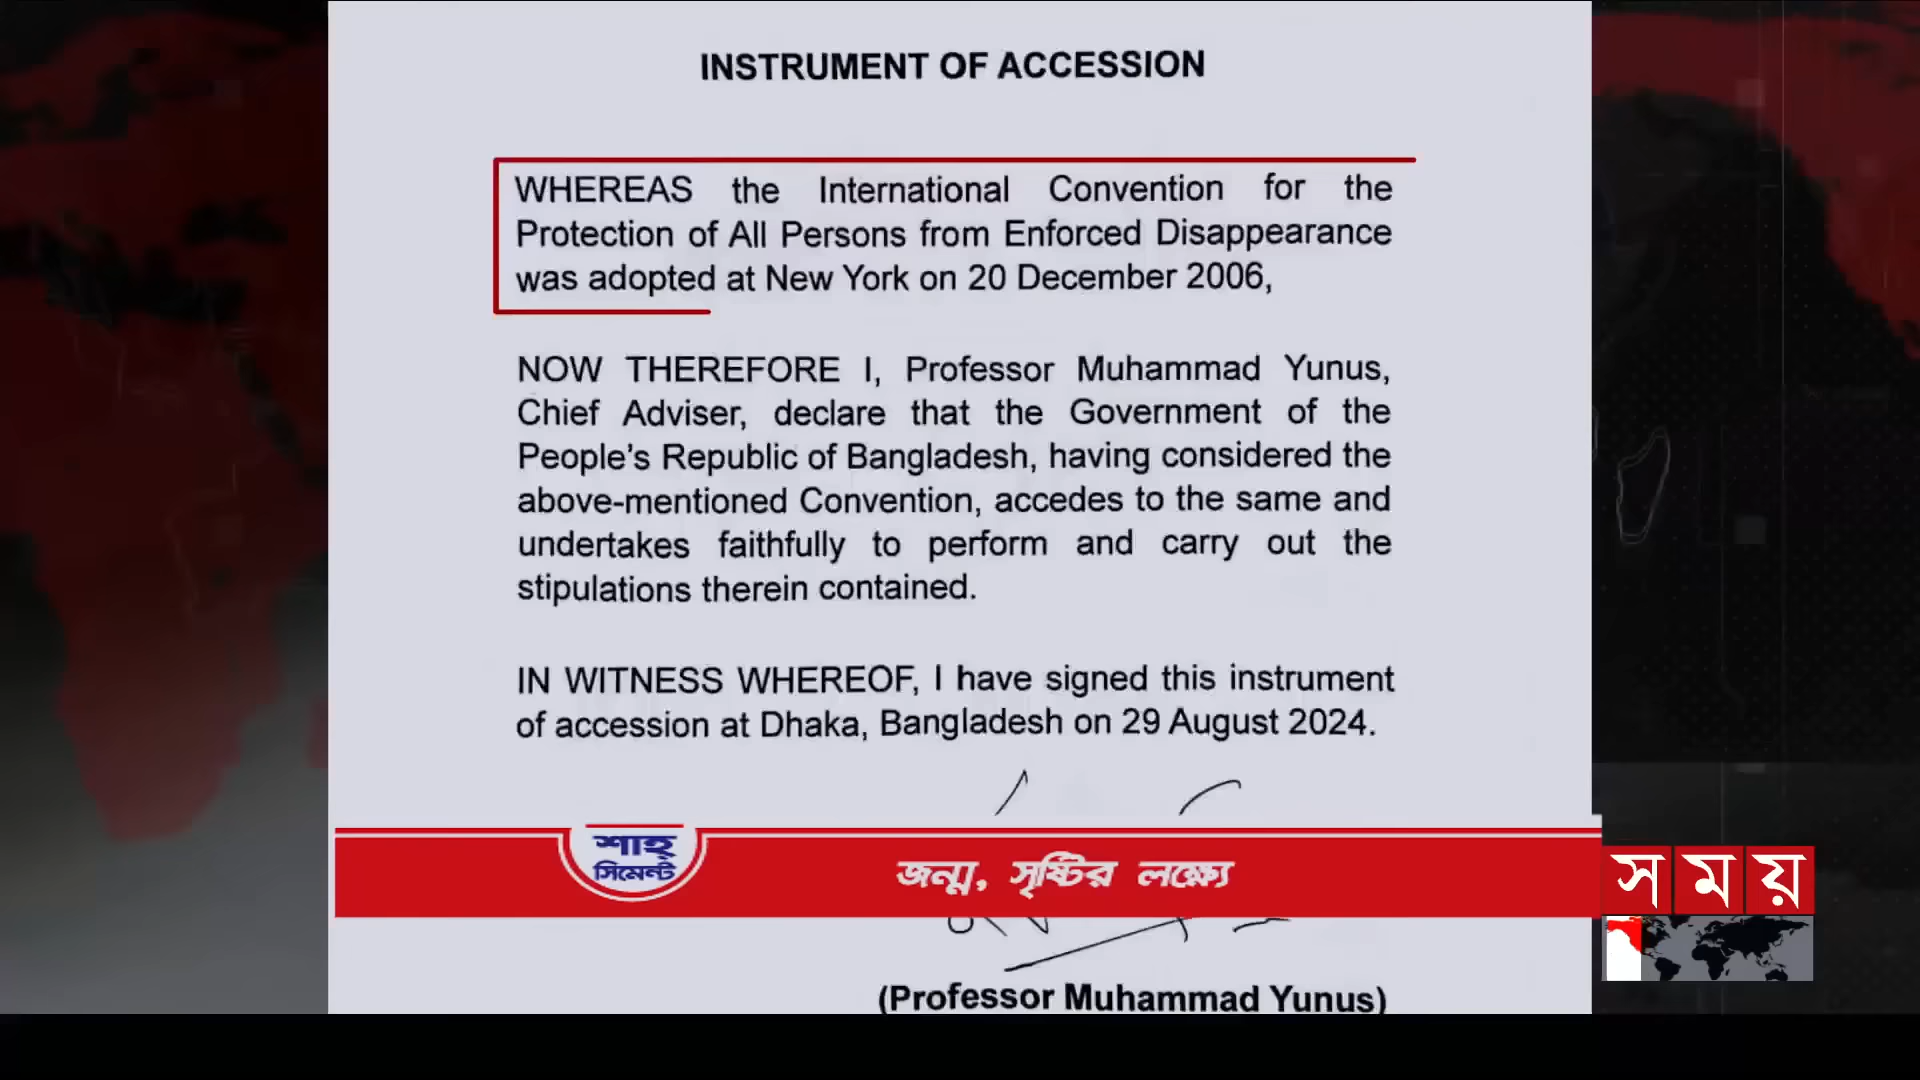 INSTRUMENT OF ACCESSION
WHEREAS the International Convention for the
Protection of All Persons from Enforced Disappearance
was adopted at New York on 20 December 2006,
NOW THEREFORE I, Professor Muhammad Yunus,
Chief Adviser, declare that the Government of the
People's Republic of Bangladesh, having considered the
above-mentioned Convention, accedes to the same and
undertakes faithfully to perform and carry out the
stipulations therein contained.
IN WITNESS WHEREOF, I have signed this instrument
of accession at Dhaka, Bangladesh on 29 August 2024.
শাহ্
সিমেন্ট
জন্ম, সৃষ্টির লক্ষ্যে
সময়
(Professor Muhammad Yunus)